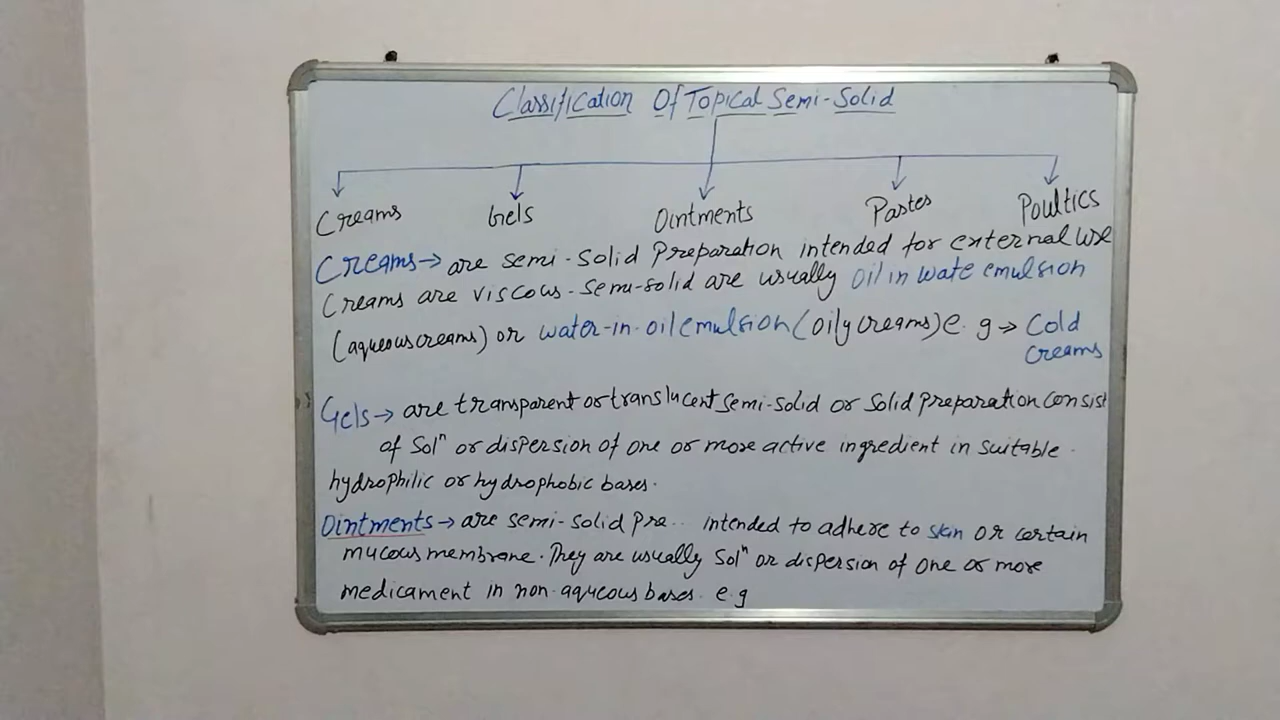 Classification Of Topical Semi-Solid
Creams Gels Ointments Pastes Poultics
Creams→ are semi-solid Preparation intended for external use
Creams are viscous-semi-solid are usually oil in wate emulsion
(aqueous creams) or water-in-oil emulsion (oily creams) e.g → Cold
Creams
Gels → are transparent or translucent semi-solid or solid preparation consist
of Solⁿ or dispersion of one or more active ingredient in suitable.
hydrophilic or hydrophobic bases.
Ointments → are semi-solid pre... intended to adhere to skin or certain
mucous membrane. They are usually Solⁿ or dispersion of one or more
medicament in non-aqueous bases. e.g